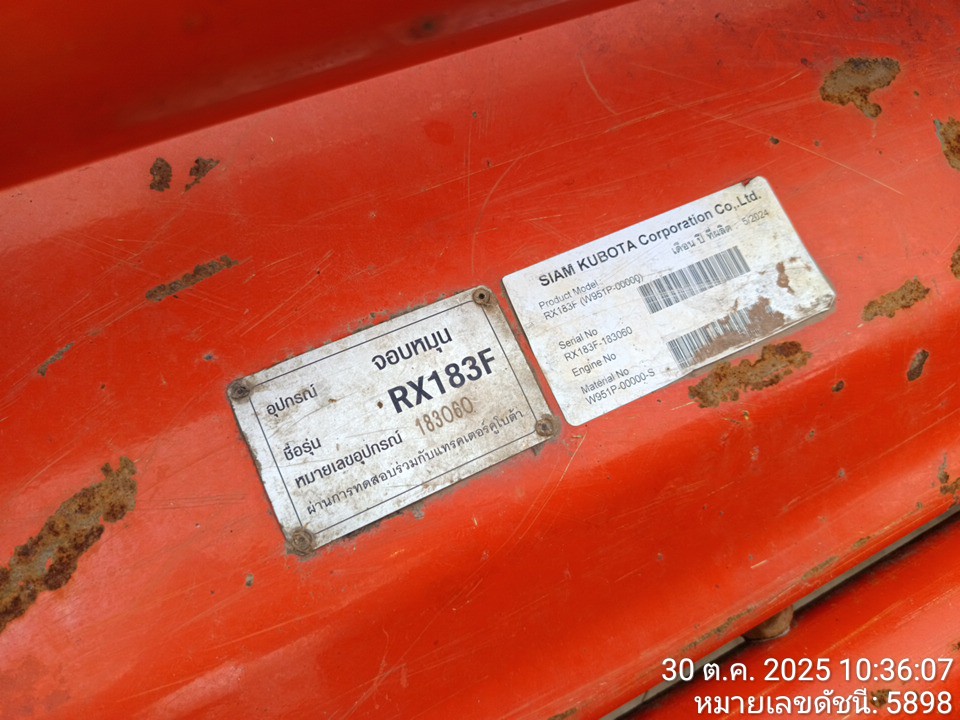 อุปกรณ์ จอบหมุน
ชื่อรุ่น RX183F
หมายเลขอุปกรณ์ 183060
ผ่านการทดสอบร่วมกับแทรคเตอร์คูโบต้า
SIAM KUBOTA Corporation Co,.Ltd.
เดือน ปี ที่ผลิต 5/2024
Product Model
RX183F (W951P-00000)
Serial No
RX183F-183060
Engine No
Material No
W951P-00000-S
30 ต.ค. 2025 10:36:07
หมายเลขดัชนี: 5898